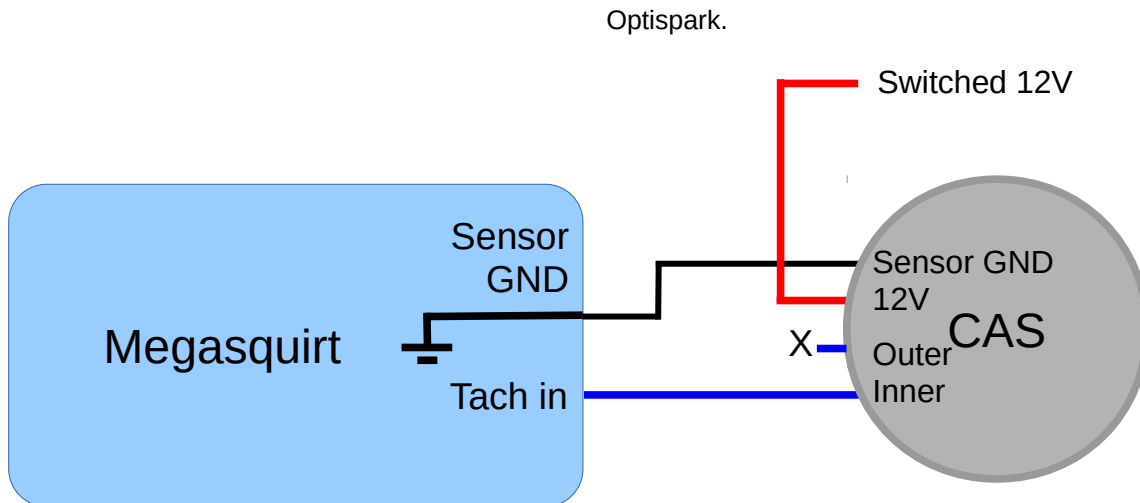 Optispark.
Switched 12V
Sensor
GND
Megasquirt
Tach in
Sensor GND
12V
CAS
X
Outer
Inner